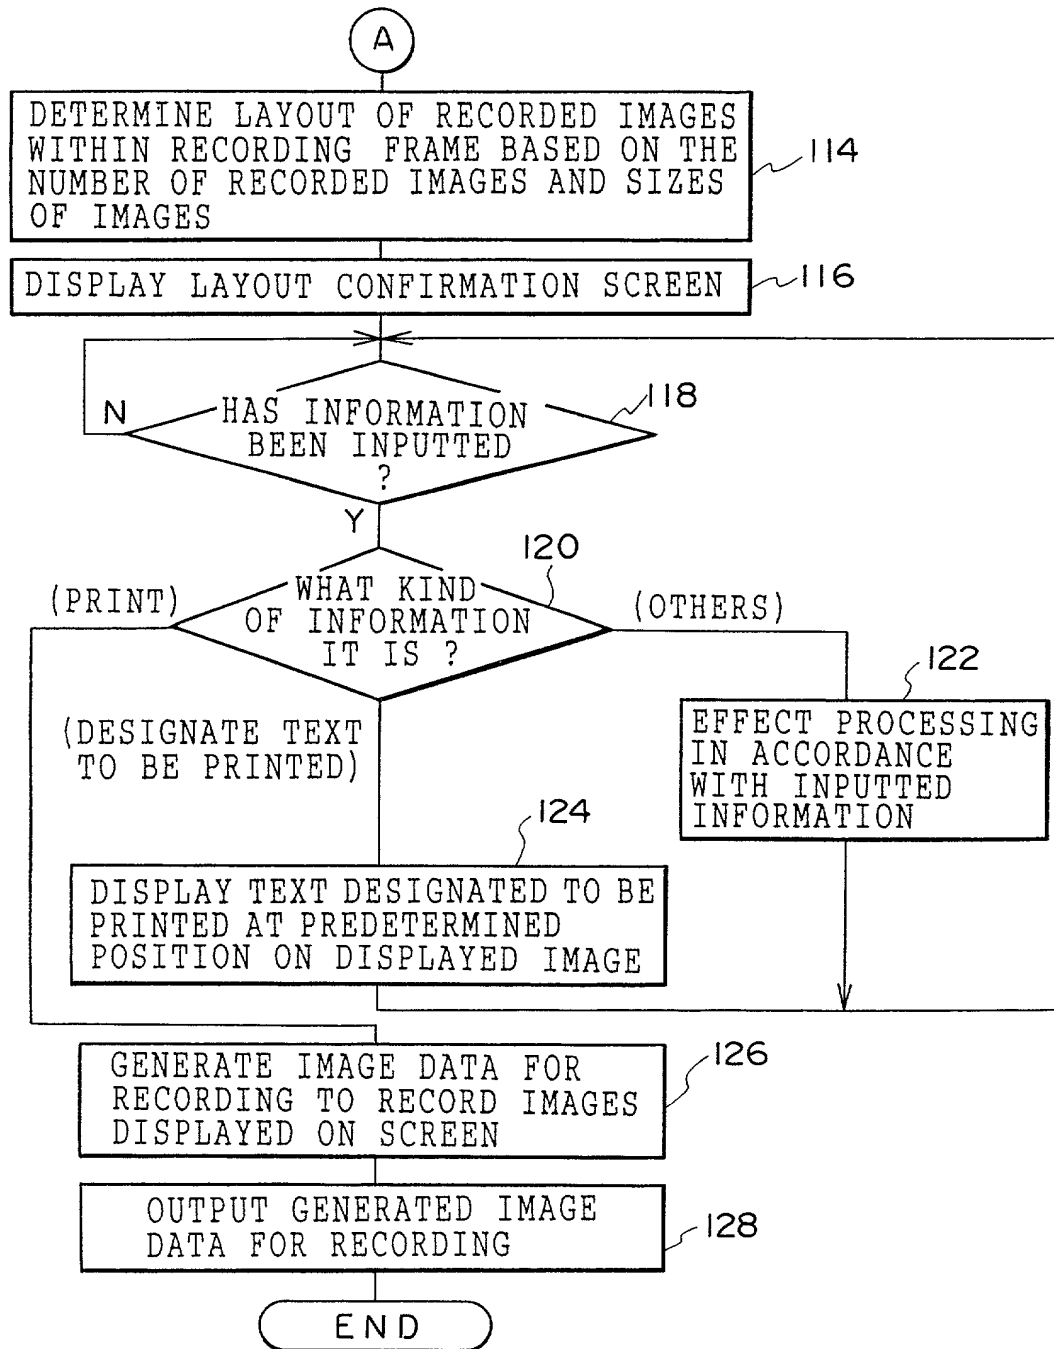 A
DETERMINE LAYOUT OF RECORDED IMAGES
WITHIN RECORDING FRAME BASED ON THE
NUMBER OF RECORDED IMAGES AND SIZES
OF IMAGES
114
DISPLAY LAYOUT CONFIRMATION SCREEN
116
HAS INFORMATION
BEEN INPUTTED
?
118
N
Y
120
WHAT KIND
OF INFORMATION
IT IS ?
(PRINT)
(OTHERS)
(DESIGNATE TEXT
TO BE PRINTED)
122
EFFECT PROCESSING
IN ACCORDANCE
WITH INPUTTED
INFORMATION
124
DISPLAY TEXT DESIGNATED TO BE
PRINTED AT PREDETERMINED
POSITION ON DISPLAYED IMAGE
126
GENERATE IMAGE DATA FOR
RECORDING TO RECORD IMAGES
DISPLAYED ON SCREEN
OUTPUT GENERATED IMAGE
DATA FOR RECORDING
128
END